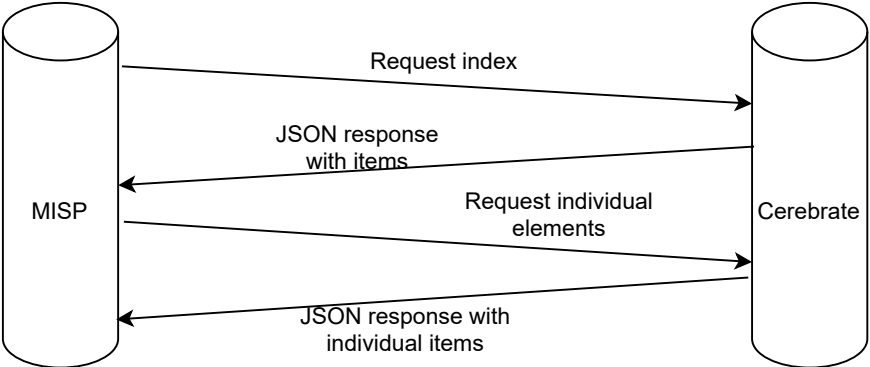 Request index
JSON response
with items
MISP
Request individual
elements
Cerebrate
JSON response with
individual items